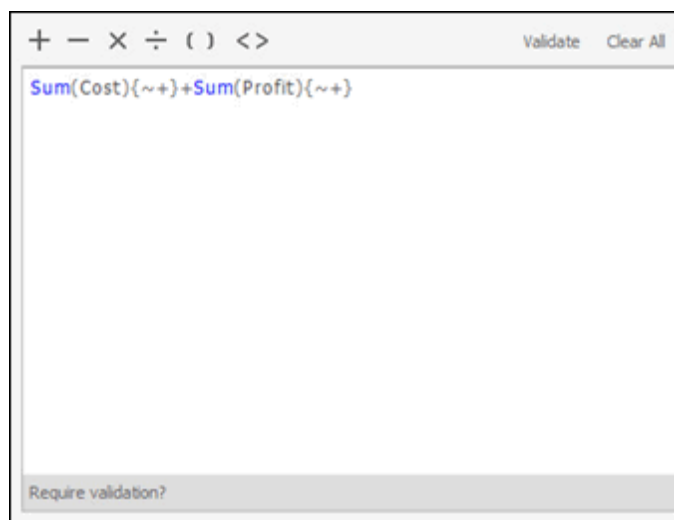 + − × ÷ ( ) < > Validate Clear All
Sum(Cost){~+}+Sum(Profit){~+}
Require validation?